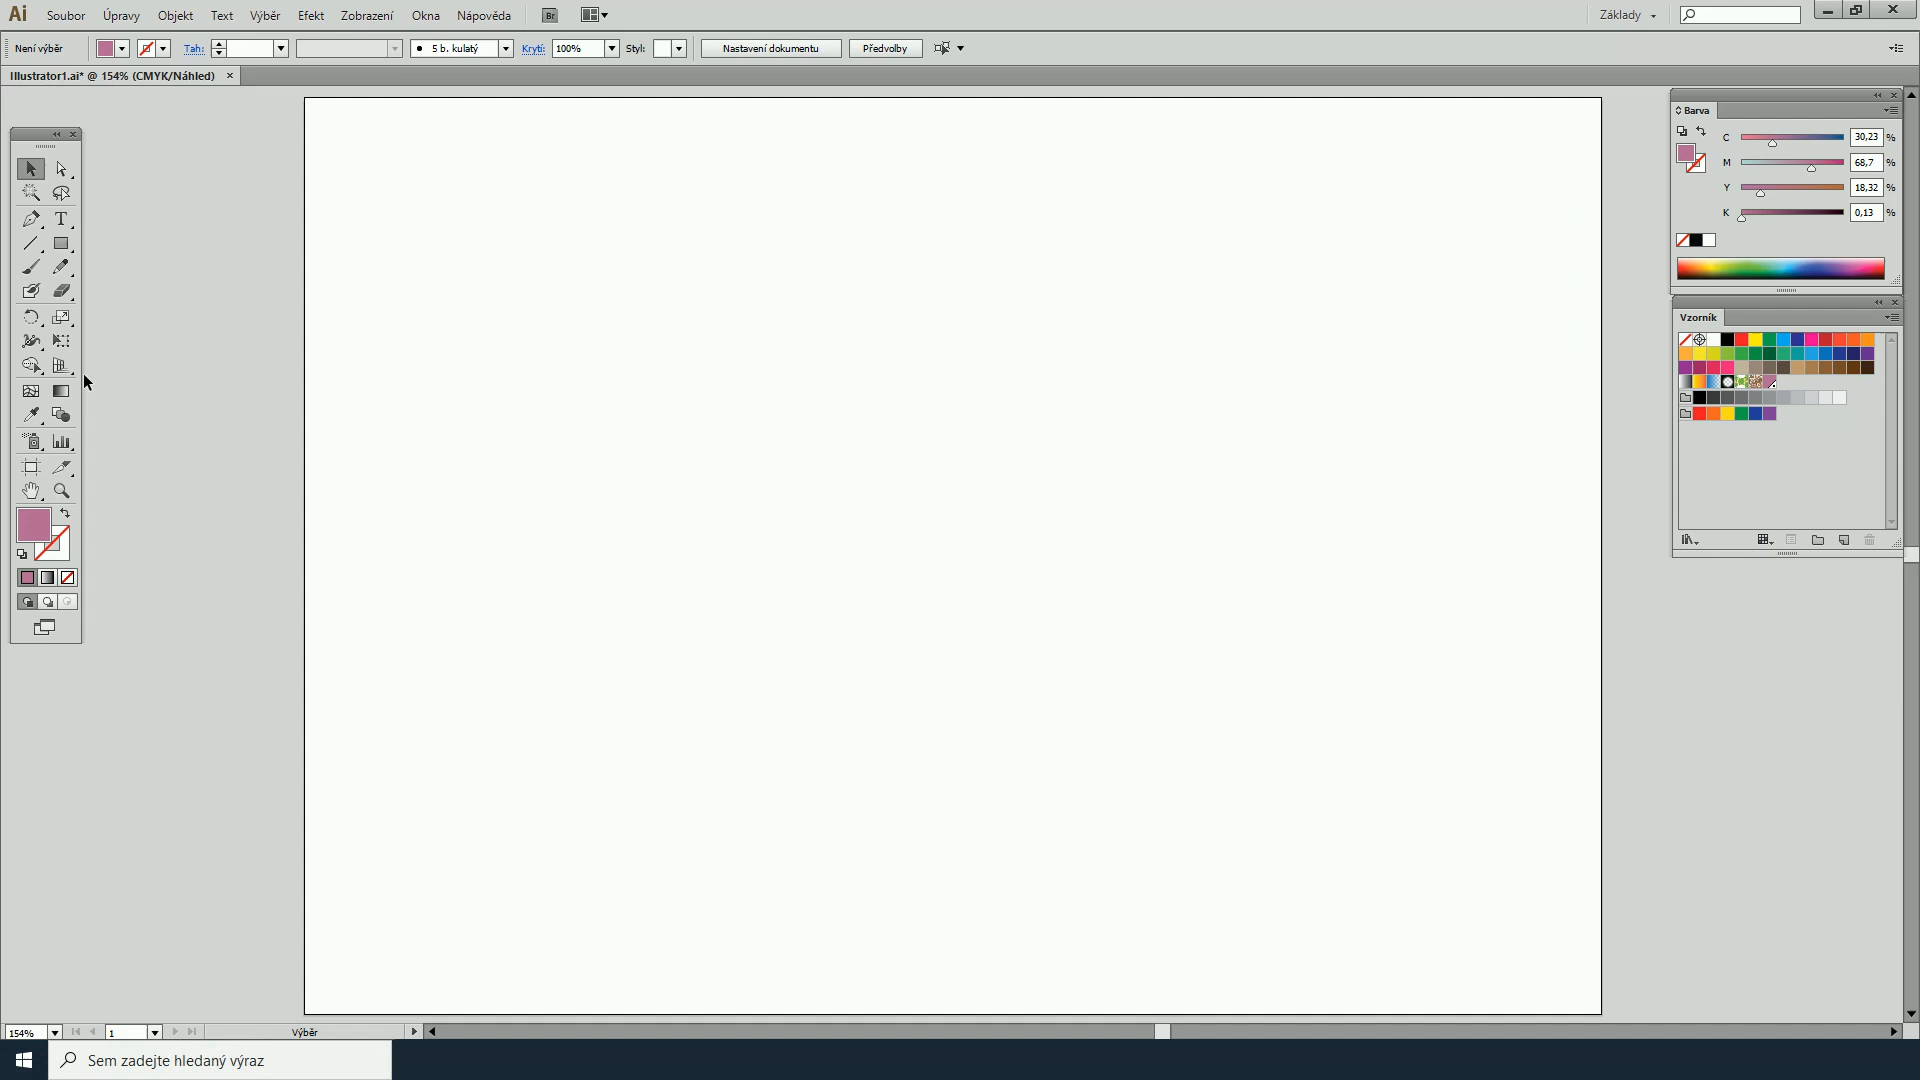 Ai Soubor Úpravy Objekt Text Výběr Efekt Zobrazení Okna Nápověda Br Základy
Není výběr Tah: 5 b. kulatý Krytí: 100% Styl: Nastavení dokumentu Předvolby
Illustrator1.ai* @ 154% (CMYK/Náhled)
Barva
C 30,23 %
M 68,7 %
Y 18,32 %
K 0,13 %
Vzorník
T
154% 1 Výběr
Sem zadejte hledaný výraz